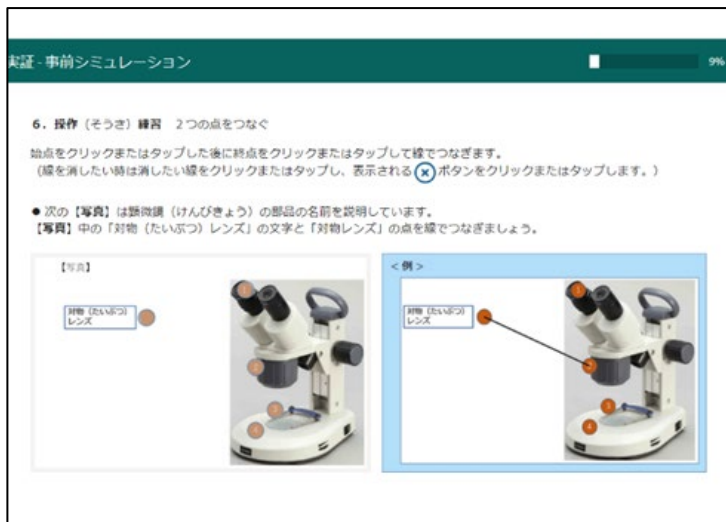 実証 - 事前シミュレーション
9%
6. 操作（そうさ）練習　2つの点をつなぐ
始点をクリックまたはタップした後に終点をクリックまたはタップして線でつなぎます。
（線を消したい時は消したい線をクリックまたはタップし、表示される ✕ ボタンをクリックまたはタップします。）
● 次の【写真】は顕微鏡（けんびきょう）の部品の名前を説明しています。
【写真】中の「対物（たいぶつ）レンズ」の文字と「対物レンズ」の点を線でつなぎましょう。
【写真】
対物（たいぶつ）
レンズ
1
2
3
4
＜例＞
対物（たいぶつ）
レンズ
1
3
4